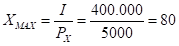 X_MAX = I / P_X = 400.000 / 5000 = 80